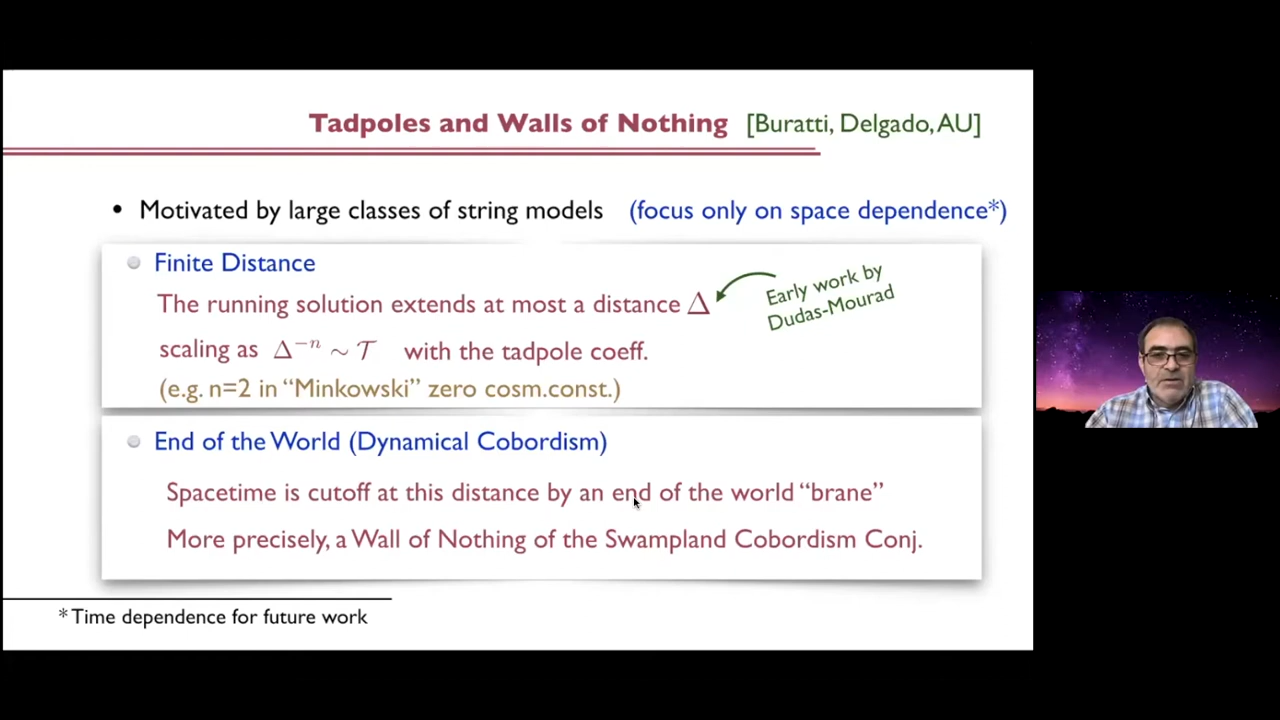 Tadpoles and Walls of Nothing [Buratti, Delgado, AU]
• Motivated by large classes of string models (focus only on space dependence*)
Finite Distance
The running solution extends at most a distance Δ
Early work by
Dudas-Mourad
scaling as Δ⁻ⁿ ∼ 𝒯 with the tadpole coeff.
(e.g. n=2 in “Minkowski” zero cosm.const.)
End of the World (Dynamical Cobordism)
Spacetime is cutoff at this distance by an end of the world “brane”
More precisely, a Wall of Nothing of the Swampland Cobordism Conj.
* Time dependence for future work